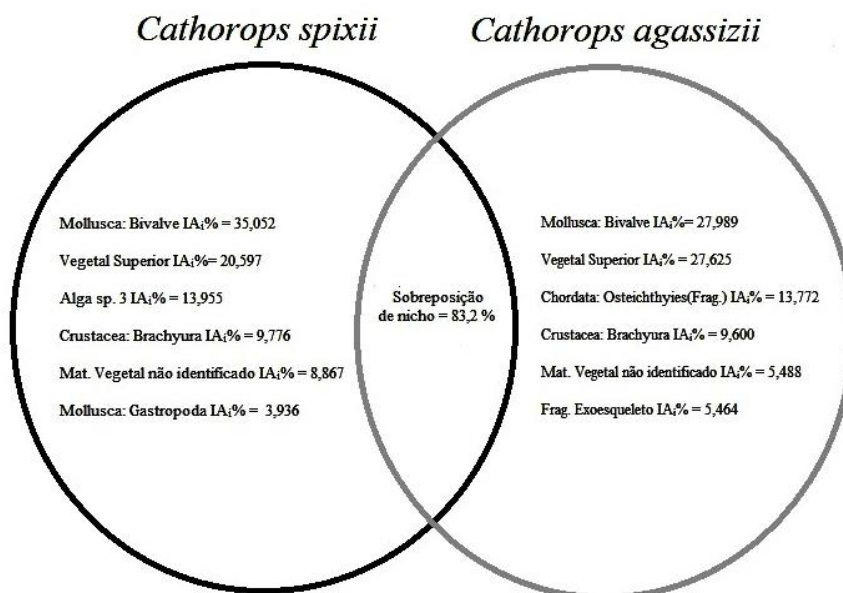 Cathorops spixii
Cathorops agassizii
Mollusca: Bivalve IAᵢ% = 35,052
Vegetal Superior IAᵢ%= 20,597
Alga sp. 3 IAᵢ% = 13,955
Crustacea: Brachyura IAᵢ% = 9,776
Mat. Vegetal não identificado IAᵢ% = 8,867
Mollusca: Gastropoda IAᵢ% = 3,936
Sobreposição
de nicho = 83,2 %
Mollusca: Bivalve IAᵢ%= 27,989
Vegetal Superior IAᵢ% = 27,625
Chordata: Osteichthyies(Frag.) IAᵢ% = 13,772
Crustacea: Brachyura IAᵢ% = 9,600
Mat. Vegetal não identificado IAᵢ% = 5,488
Frag. Exoesqueleto IAᵢ% = 5,464